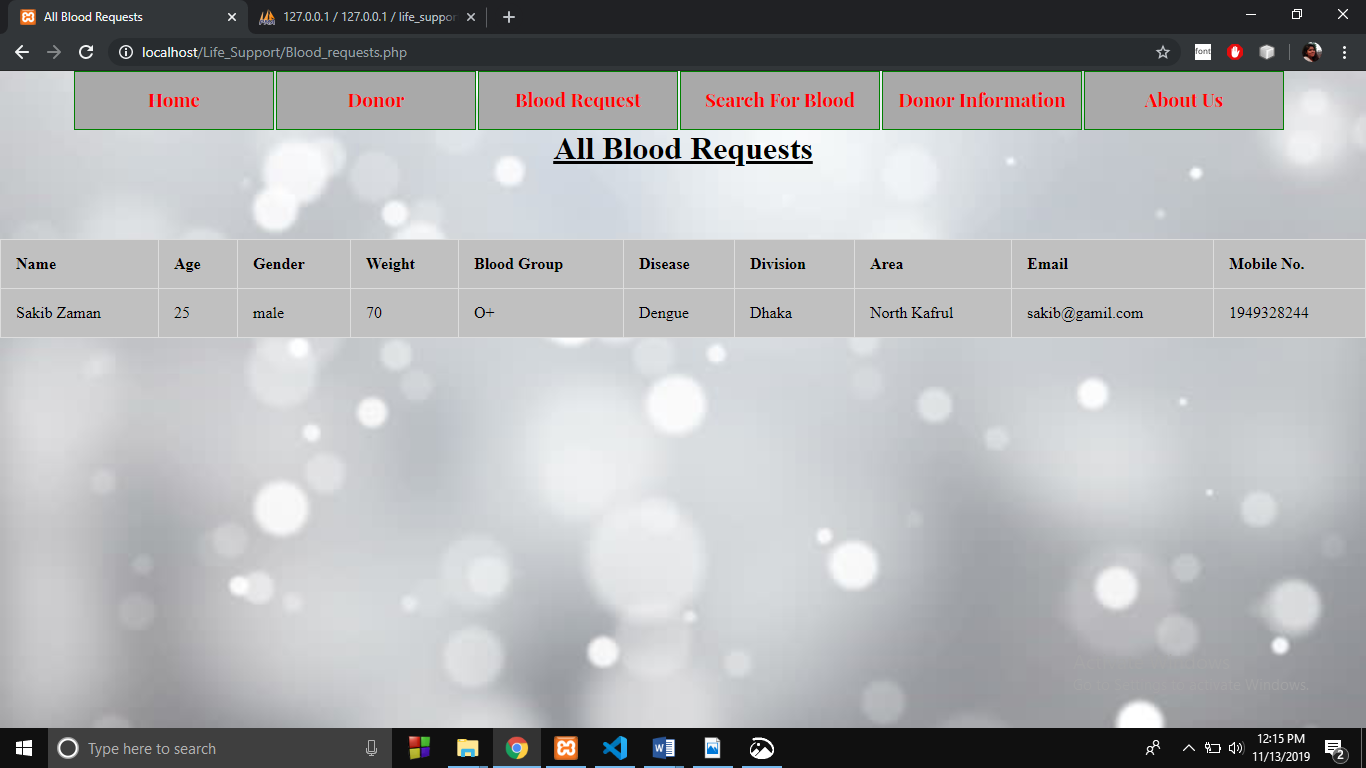 All Blood Requests
127.0.0.1 / 127.0.0.1 / life_suppor
localhost/Life_Support/Blood_requests.php
font
Home Donor Blood Request Search For Blood Donor Information About Us
All Blood Requests
Name Age Gender Weight Blood Group Disease Division Area Email Mobile No.
Sakib Zaman 25 male 70 O+ Dengue Dhaka North Kafrul sakib@gamil.com 1949328244
Go to Settings to activate Windows.
Type here to search
12:15 PM
11/13/2019
2